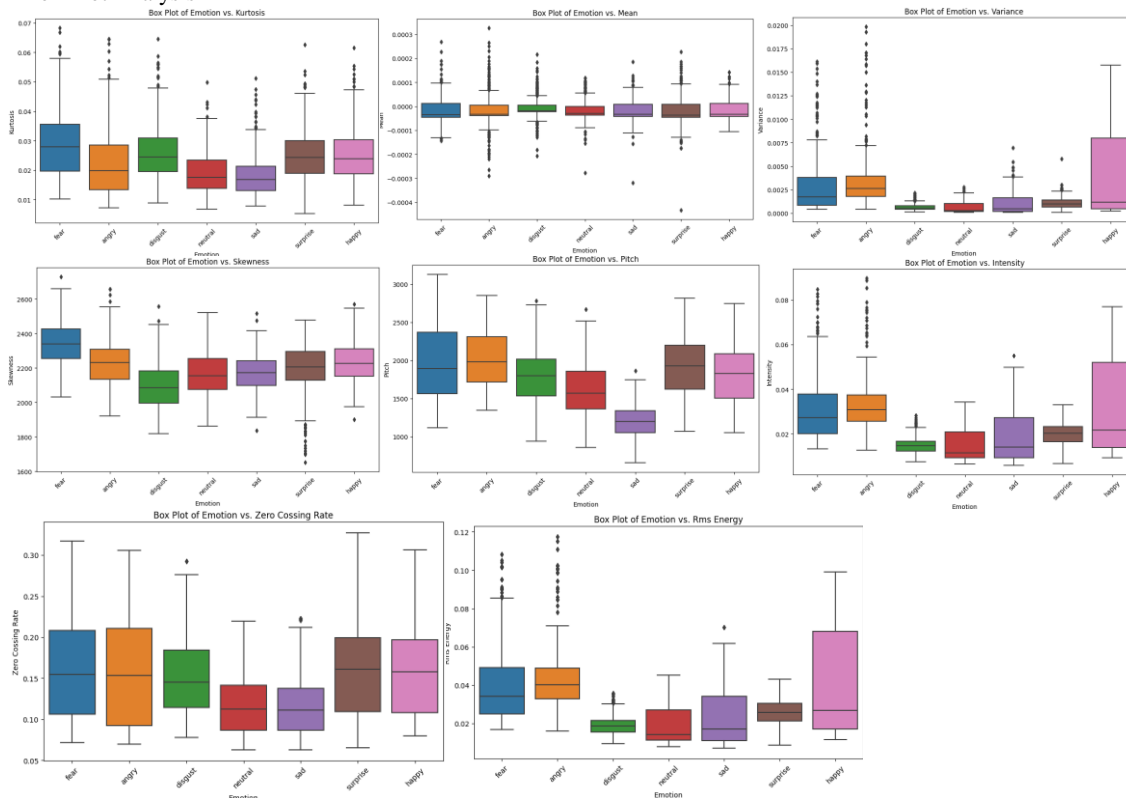 Box Plot of Emotion vs. Kurtosis
0.07
0.06
0.05
0.04
0.03
0.02
0.01
Kurtosis
fear
angry
disgust
neutral
sad
surprise
happy
Emotion
Box Plot of Emotion vs. Mean
0.0003
0.0002
0.0001
0.0000
−0.0001
−0.0002
−0.0003
−0.0004
Mean
fear
angry
disgust
neutral
sad
surprise
happy
Emotion
Box Plot of Emotion vs. Variance
0.0200
0.0175
0.0150
0.0125
0.0100
0.0075
0.0050
0.0025
0.0000
Variance
fear
angry
disgust
neutral
sad
surprise
happy
Emotion
Box Plot of Emotion vs. Skewness
2600
2400
2200
2000
1800
1600
Skewness
fear
angry
disgust
neutral
sad
surprise
happy
Emotion
Box Plot of Emotion vs. Pitch
3000
2500
2000
1500
1000
Pitch
fear
angry
disgust
neutral
sad
surprise
happy
Emotion
Box Plot of Emotion vs. Intensity
0.08
0.06
0.04
0.02
Intensity
fear
angry
disgust
neutral
sad
surprise
happy
Emotion
Box Plot of Emotion vs. Zero Cossing Rate
0.30
0.25
0.20
0.15
0.10
0.05
Zero Cossing Rate
fear
angry
disgust
neutral
sad
surprise
happy
Emotion
Box Plot of Emotion vs. Rms Energy
0.12
0.10
0.08
0.06
0.04
0.02
Energy
fear
angry
disgust
neutral
sad
surprise
happy
Emotion